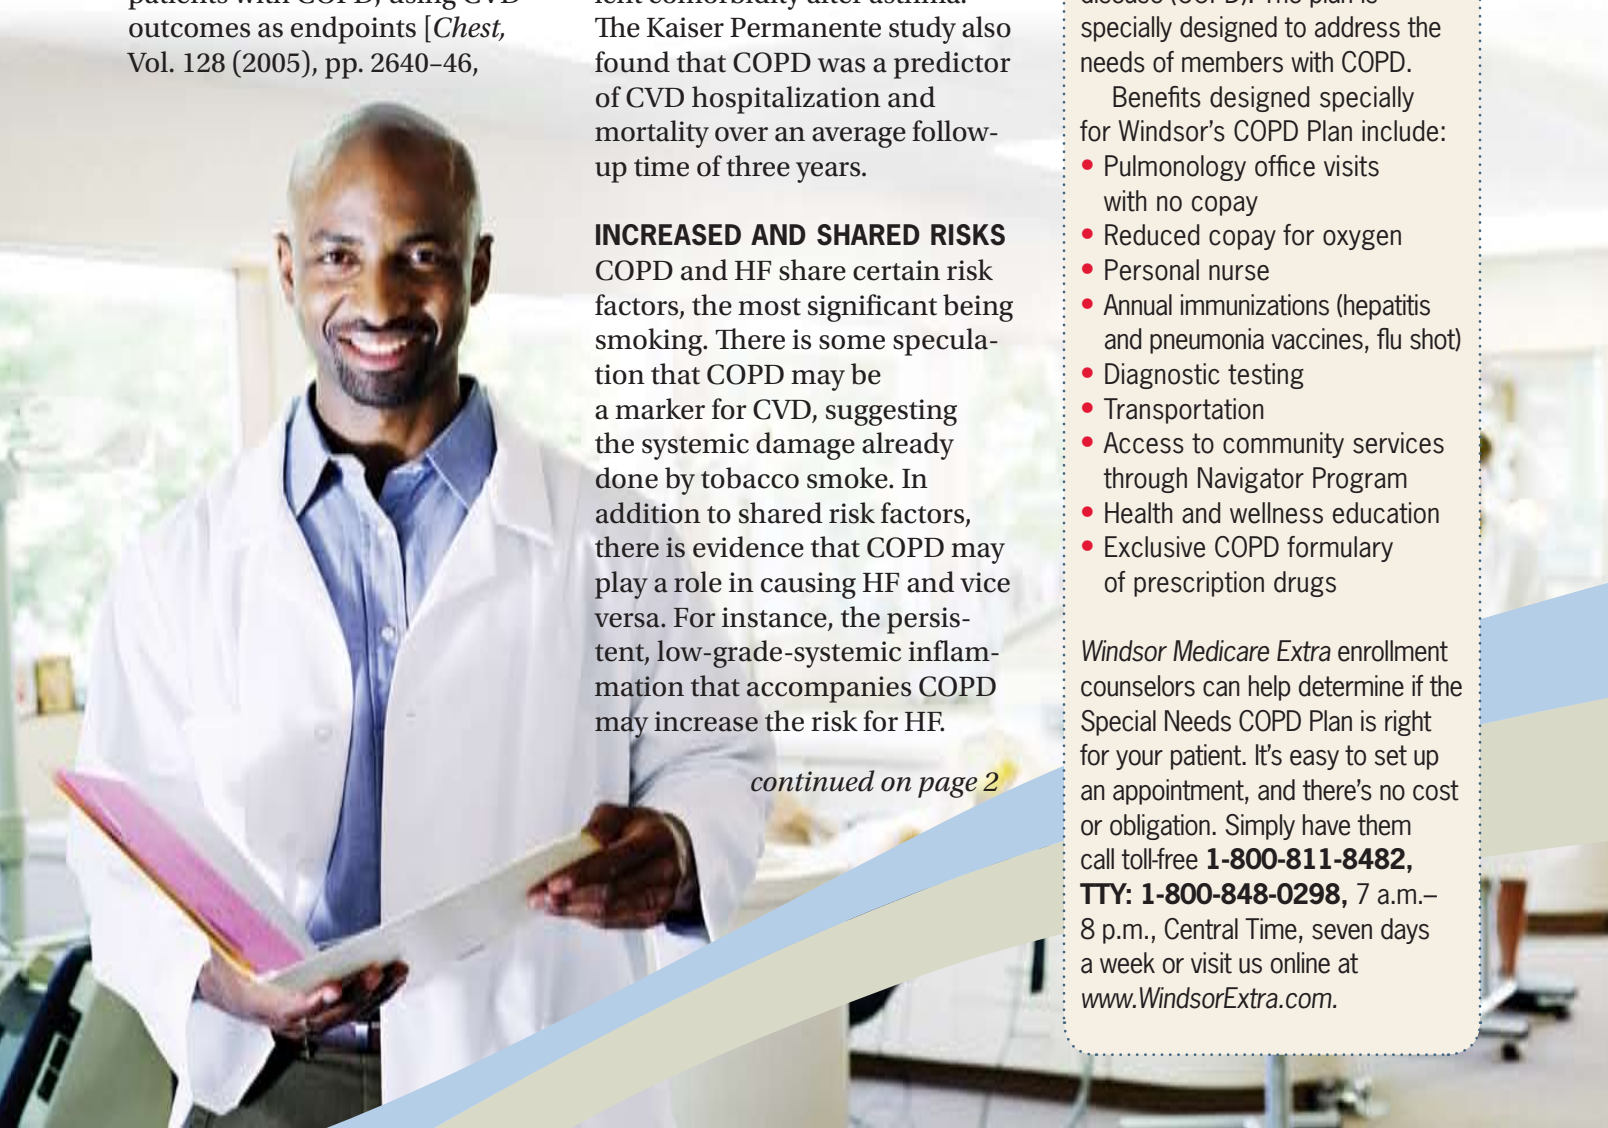 outcomes as endpoints [Chest,
Vol. 128 (2005), pp. 2640–46,
The Kaiser Permanente study also
found that COPD was a predictor
of CVD hospitalization and
mortality over an average follow-
up time of three years.
INCREASED AND SHARED RISKS
COPD and HF share certain risk
factors, the most significant being
smoking. There is some specula-
tion that COPD may be
a marker for CVD, suggesting
the systemic damage already
done by tobacco smoke. In
addition to shared risk factors,
there is evidence that COPD may
play a role in causing HF and vice
versa. For instance, the persis-
tent, low-grade-systemic inflam-
mation that accompanies COPD
may increase the risk for HF.
continued on page 2
specially designed to address the
needs of members with COPD.
Benefits designed specially
for Windsor’s COPD Plan include:
• Pulmonology office visits
with no copay
• Reduced copay for oxygen
• Personal nurse
• Annual immunizations (hepatitis
and pneumonia vaccines, flu shot)
• Diagnostic testing
• Transportation
• Access to community services
through Navigator Program
• Health and wellness education
• Exclusive COPD formulary
of prescription drugs
Windsor Medicare Extra enrollment
counselors can help determine if the
Special Needs COPD Plan is right
for your patient. It’s easy to set up
an appointment, and there’s no cost
or obligation. Simply have them
call toll-free 1-800-811-8482,
TTY: 1-800-848-0298, 7 a.m.–
8 p.m., Central Time, seven days
a week or visit us online at
www.WindsorExtra.com.